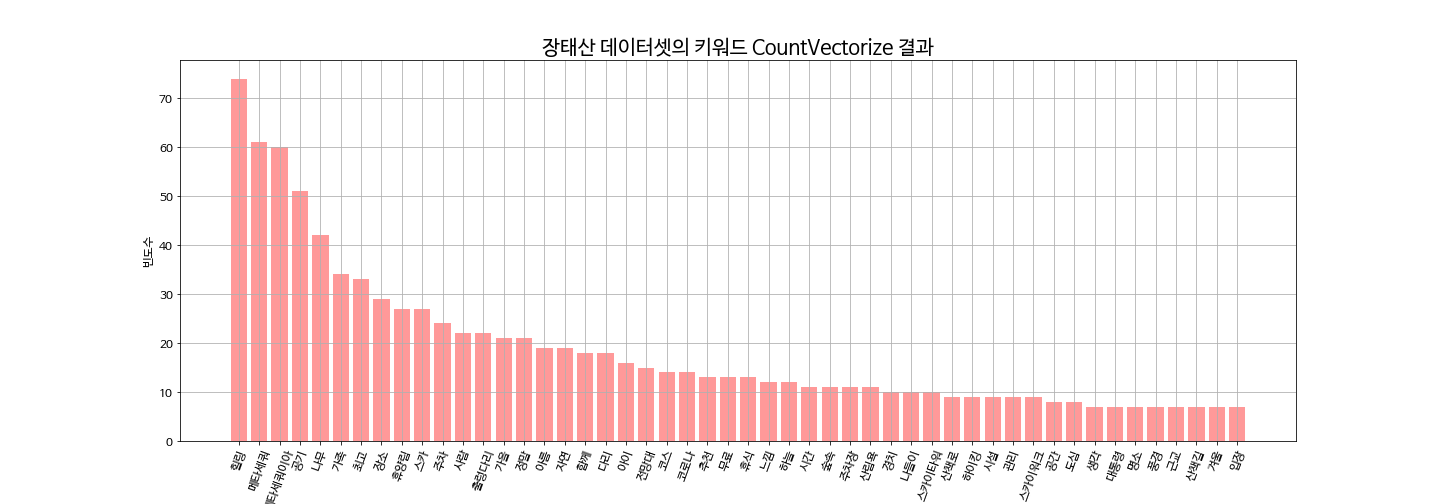 장태산 데이터셋의 키워드 CountVectorize 결과
빈도수
70
60
50
40
30
20
10
0
힐링
메타세쿼
메타세쿼이아
공기
나무
가족
최고
장소
휴양림
스카
주차
사람
출렁다리
가을
정말
아름
자연
함께
다리
아이
전망대
코스
코로나
추천
무료
휴식
느낌
하늘
시간
숲속
주차장
산림욕
경치
나들이
스카이타워
산책로
하이킹
시설
관리
스카이워크
공간
도심
생각
대통령
명소
풍경
근교
산책길
겨울
입장